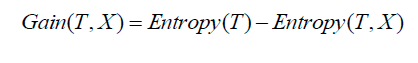 Gain(T, X) = Entropy(T) − Entropy(T, X)